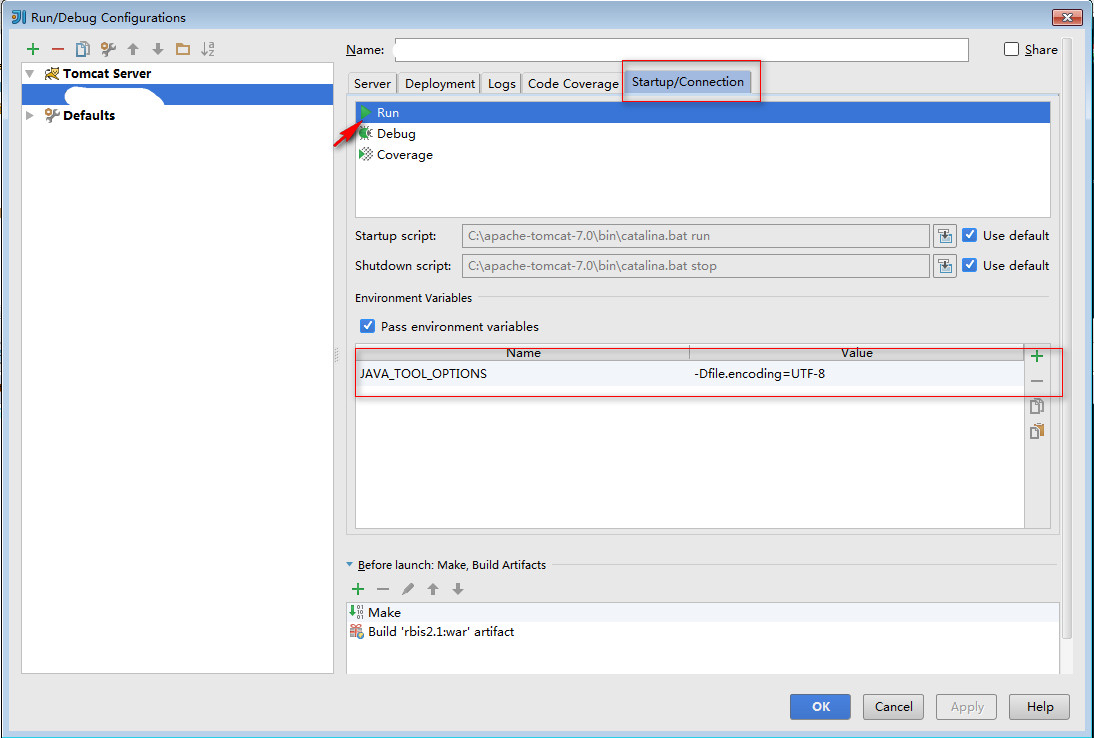 Run/Debug Configurations
Name:
Share
Tomcat Server
Defaults
Server Deployment Logs Code Coverage Startup/Connection
Run
Debug
Coverage
Startup script: C:\apache-tomcat-7.0\bin\catalina.bat run Use default
Shutdown script: C:\apache-tomcat-7.0\bin\catalina.bat stop Use default
Environment Variables
Pass environment variables
Name Value
JAVA_TOOL_OPTIONS -Dfile.encoding=UTF-8
Before launch: Make, Build Artifacts
Make
Build 'rbis2.1:war' artifact
OK Cancel Apply Help